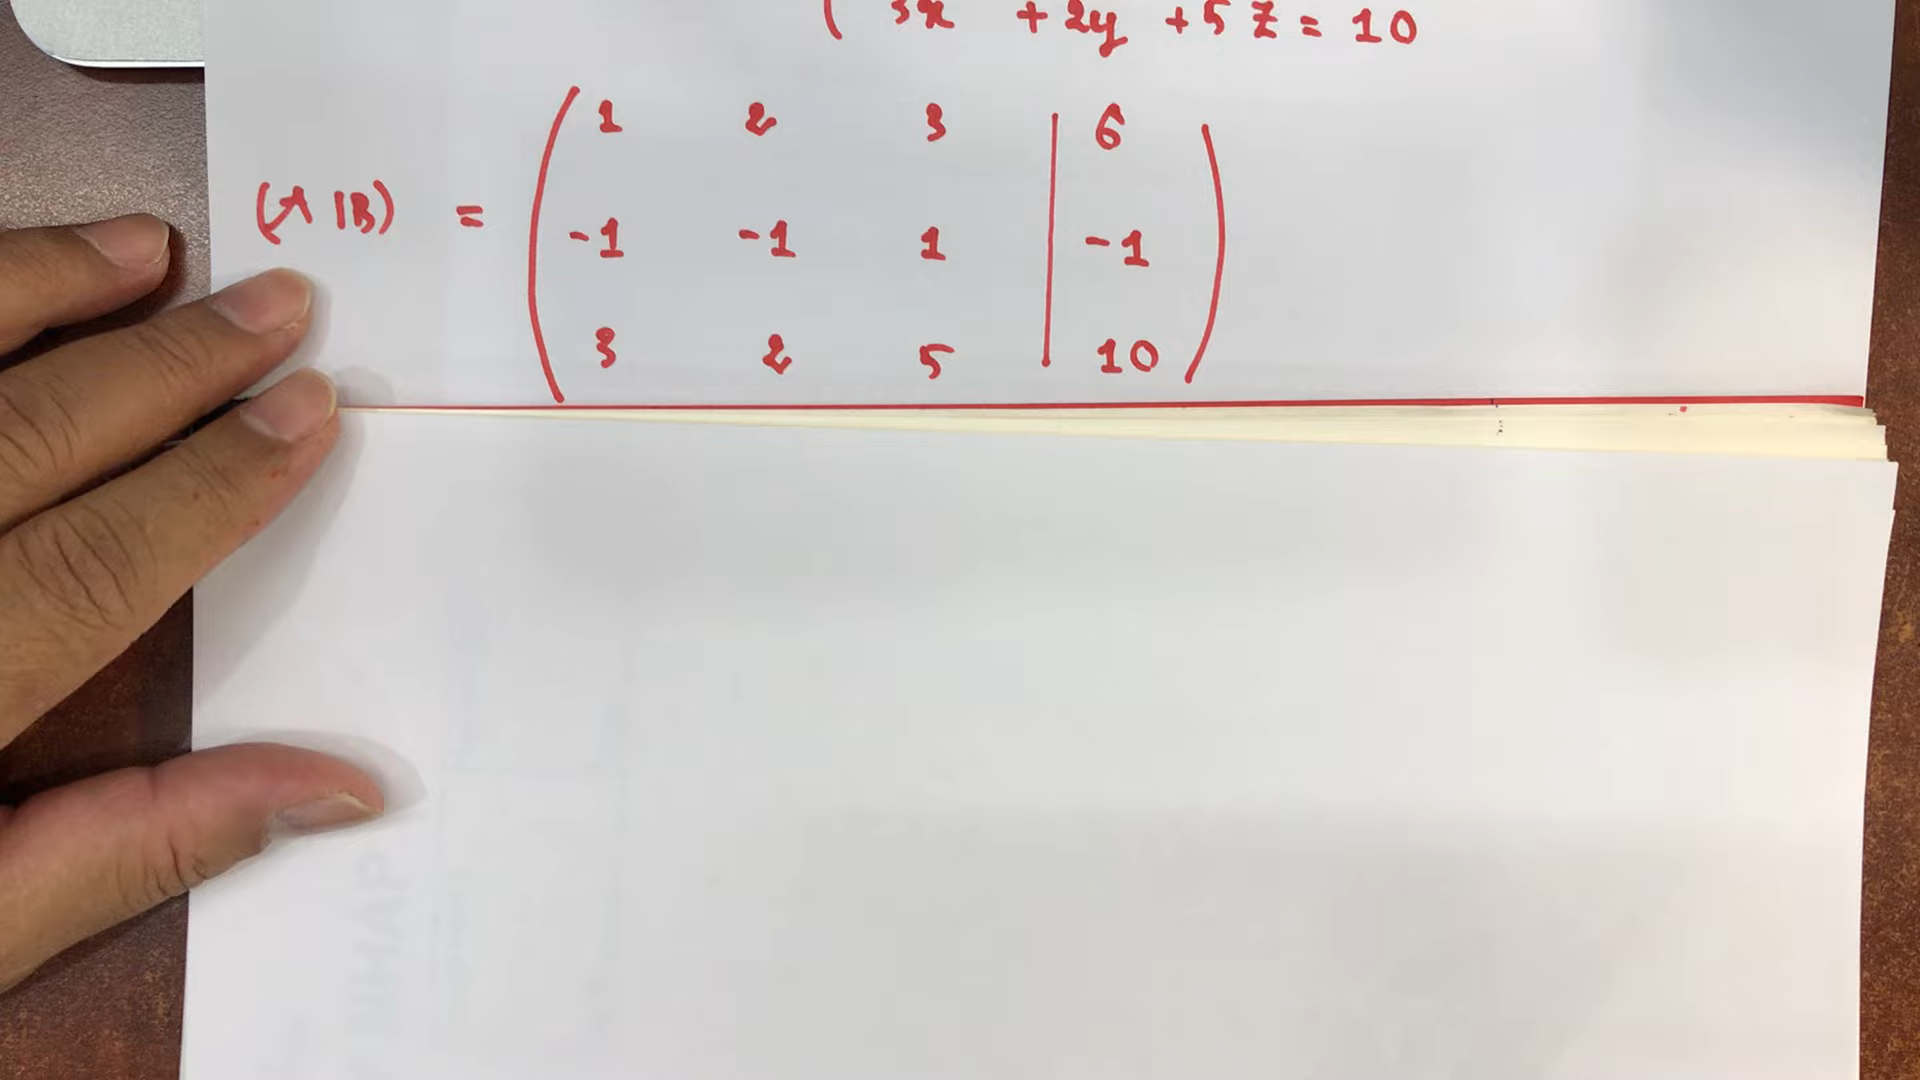 ( 3x + 2y + 5z = 10
1 2 3 | 6
(A|B) = -1 -1 1 | -1
3 2 5 | 10